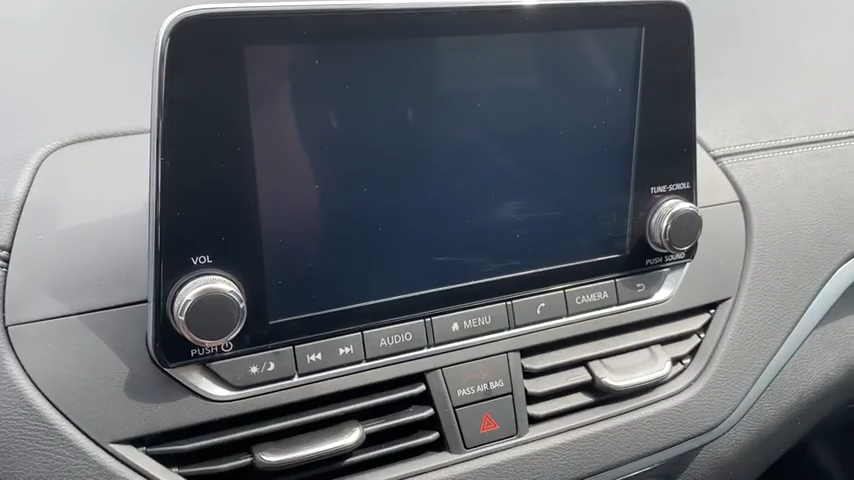 TUNE·SCROLL
VOL
PUSH SOUND
PUSH
AUDIO
MENU
CAMERA
PASS AIR BAG